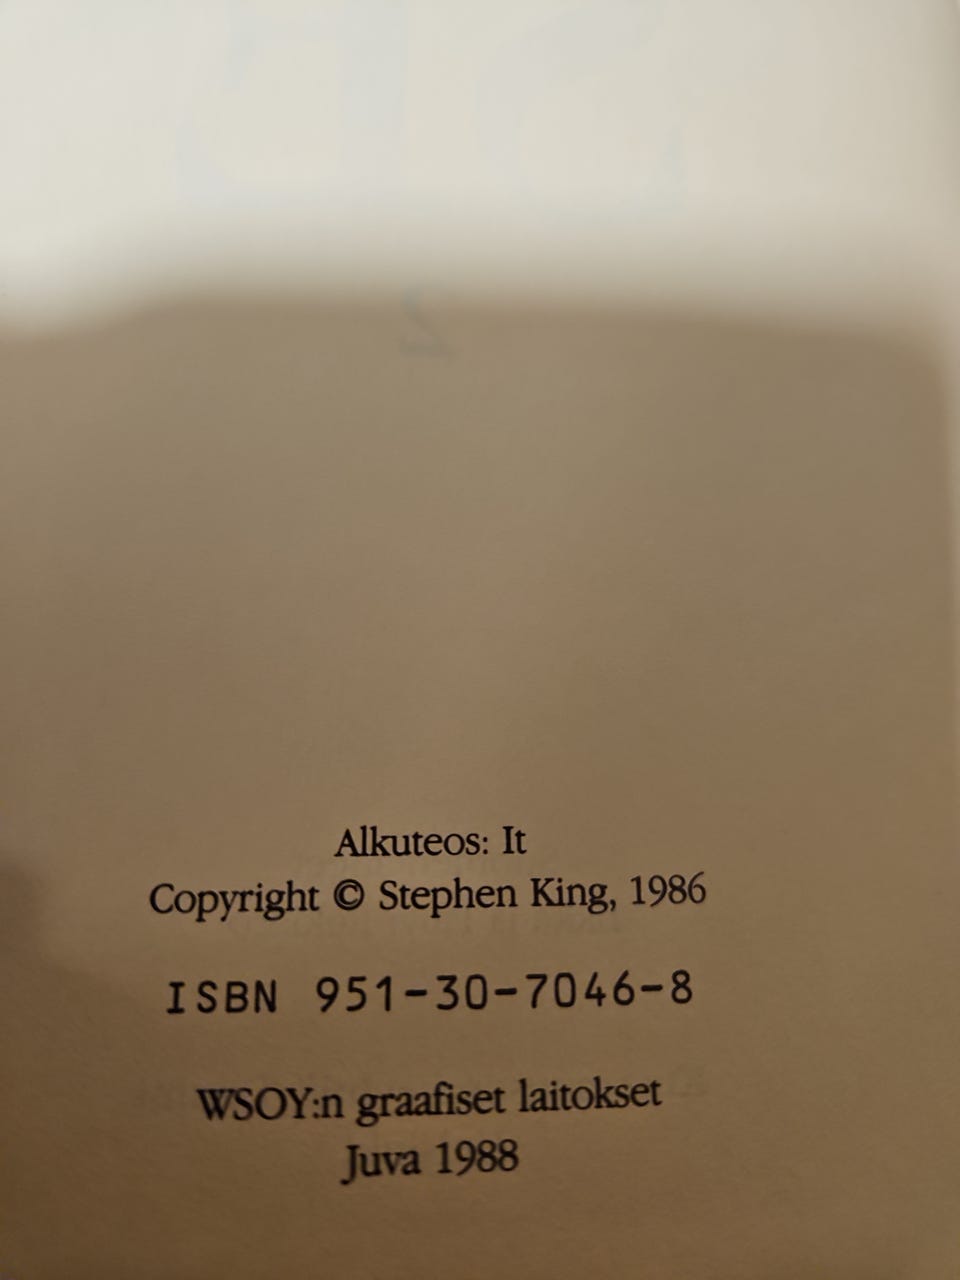 Alkuteos: It
Copyright © Stephen King, 1986
ISBN 951-30-7046-8
WSOY:n graafiset laitokset
Juva 1988